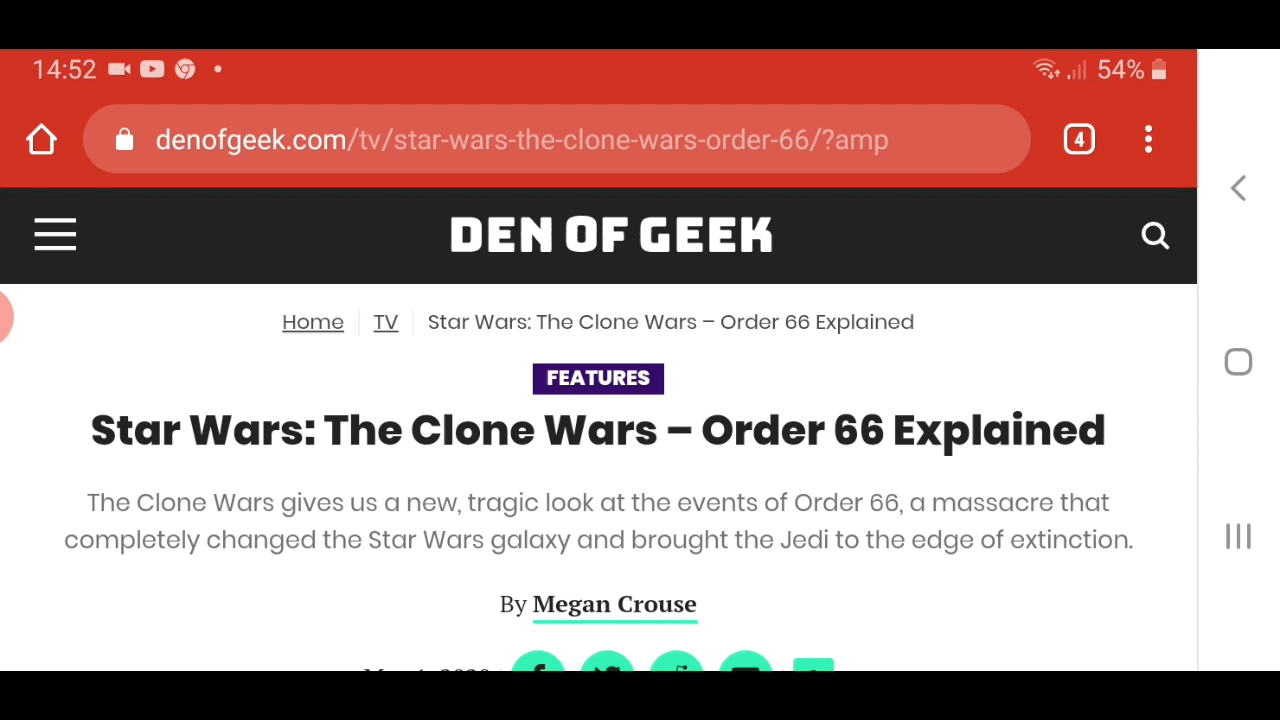 14:52 54%
denofgeek.com/tv/star-wars-the-clone-wars-order-66/?amp 4
DEN OF GEEK
Home TV Star Wars: The Clone Wars – Order 66 Explained
FEATURES
Star Wars: The Clone Wars – Order 66 Explained
The Clone Wars gives us a new, tragic look at the events of Order 66, a massacre that
completely changed the Star Wars galaxy and brought the Jedi to the edge of extinction.
By Megan Crouse